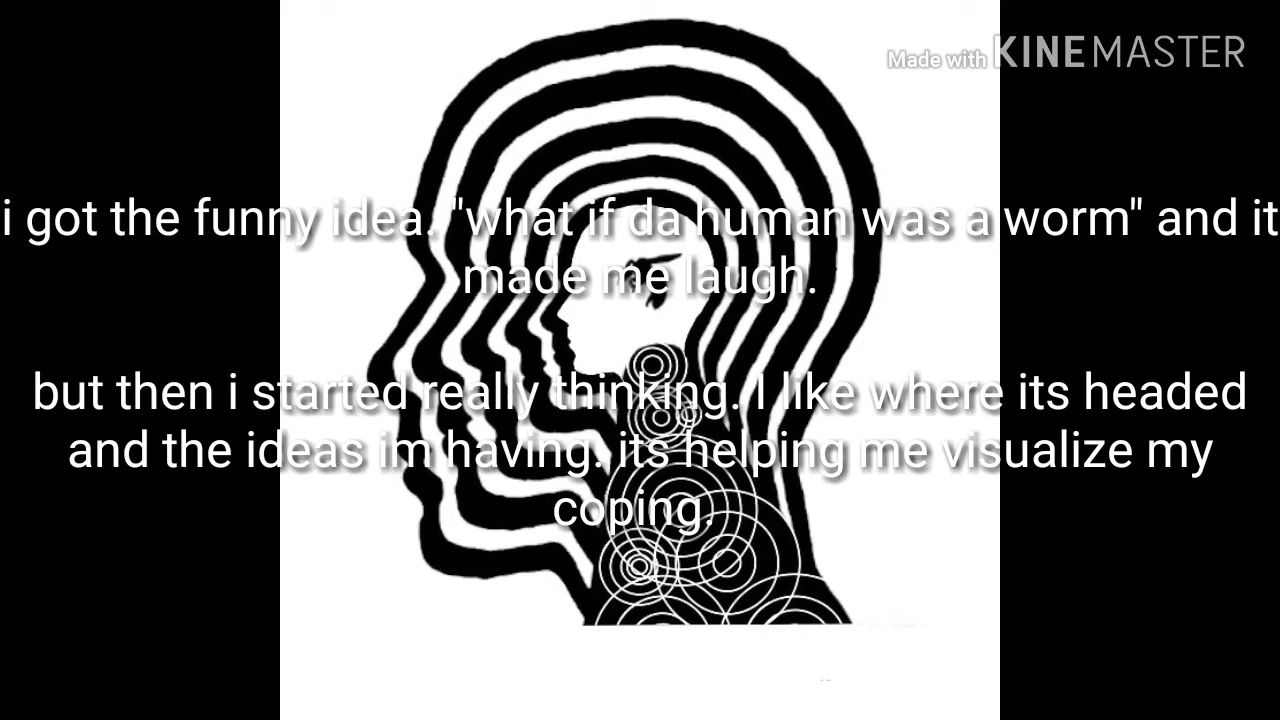 Made with KINEMASTER
i got the funny idea. "what if da human was a worm" and it
made me laugh.
but then i started really thinking. I like where its headed
and the ideas im having. its helping me visualize my
coping.